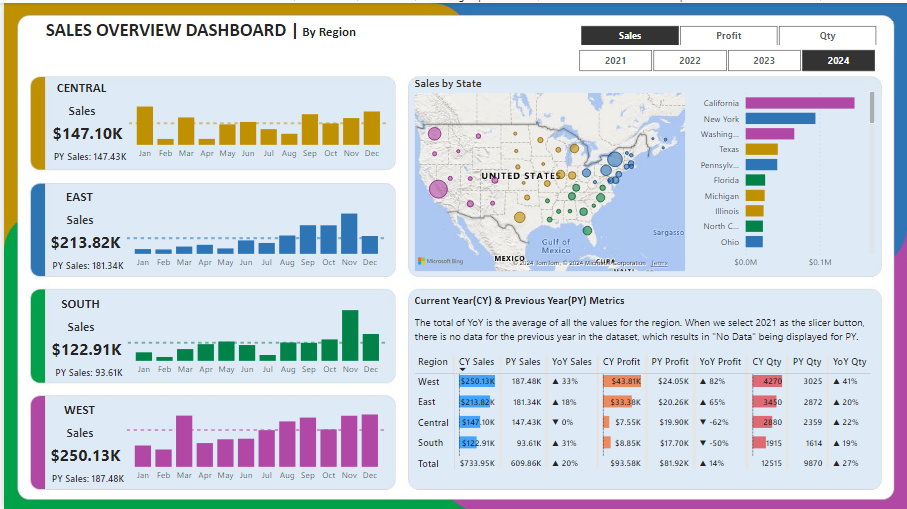 SALES OVERVIEW DASHBOARD | By Region
Sales Profit Qty
2021 2022 2023 2024
CENTRAL
Sales
$147.10K
PY Sales: 147.43K
Jan Feb Mar Apr May Jun Jul Aug Sep Oct Nov Dec
EAST
Sales
$213.82K
PY Sales: 181.34K
Jan Feb Mar Apr May Jun Jul Aug Sep Oct Nov Dec
SOUTH
Sales
$122.91K
PY Sales: 93.61K
Jan Feb Mar Apr May Jun Jul Aug Sep Oct Nov Dec
WEST
Sales
$250.13K
PY Sales: 187.48K
Jan Feb Mar Apr May Jun Jul Aug Sep Oct Nov Dec
Sales by State
UNITED STATES
Gulf of
Mexico
Sargasso
MEXICO
CUBA
HAITI
Microsoft Bing
© 2024 TomTom, © 2024 Microsoft Corporation Terms
California
New York
Washing...
Texas
Pennsylv...
Florida
Michigan
Illinois
North C...
Ohio
$0.0M $0.1M
Current Year(CY) & Previous Year(PY) Metrics
The total of YoY is the average of all the values for the region. When we select 2021 as the slicer button,
there is no data for the previous year in the dataset, which results in "No Data" being displayed for PY.
Region CY Sales PY Sales YoY Sales CY Profit PY Profit YoY Profit CY Qty PY Qty YoY Qty
West $250.13K 187.48K ▲ 33% $43.81K $24.05K ▲ 82% 4270 3025 ▲ 41%
East $213.82K 181.34K ▲ 18% $33.38K $20.26K ▲ 65% 3450 2872 ▲ 20%
Central $147.10K 147.43K ▼ 0% $7.55K $19.90K ▼ -62% 2880 2359 ▲ 22%
South $122.91K 93.61K ▲ 31% $8.85K $17.70K ▼ -50% 1915 1614 ▲ 19%
Total $733.95K 609.86K ▲ 20% $93.58K $81.92K ▲ 14% 12515 9870 ▲ 27%